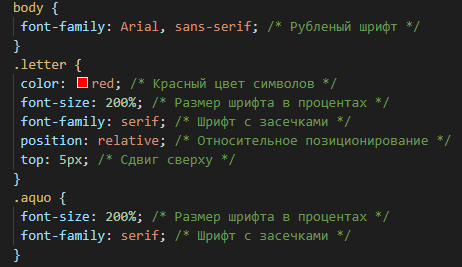 body {
font-family: Arial, sans-serif; /* Рубленый шрифт */
}
.letter {
color: red; /* Красный цвет символов */
font-size: 200%; /* Размер шрифта в процентах */
font-family: serif; /* Шрифт с засечками */
position: relative; /* Относительное позиционирование */
top: 5px; /* Сдвиг сверху */
}
.aquo {
font-size: 200%; /* Размер шрифта в процентах */
font-family: serif; /* Шрифт с засечками */
}